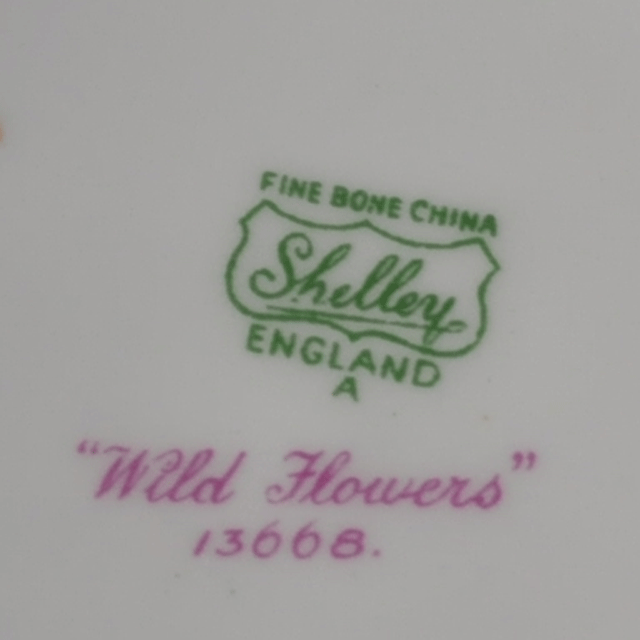 FINE BONE CHINA
Shelley
ENGLAND
A
"Wild Flowers"
13668.